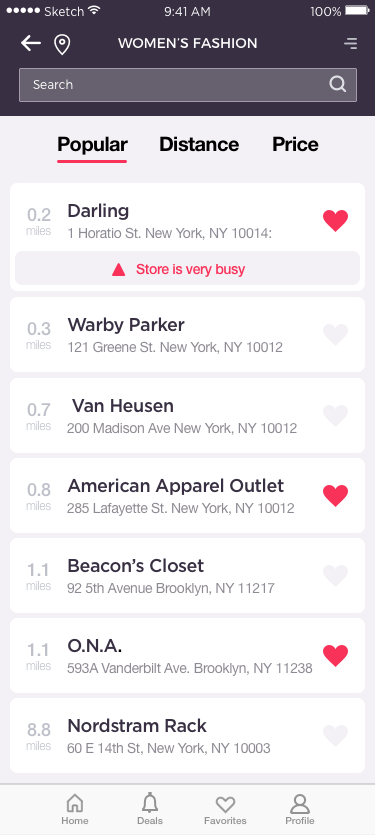 Sketch 9:41 AM 100%
WOMEN’S FASHION
Search
Popular Distance Price
0.2 miles Darling
1 Horatio St. New York, NY 10014:
Store is very busy
0.3 miles Warby Parker
121 Greene St. New York, NY 10012
0.7 miles Van Heusen
200 Madison Ave New York, NY 10012
0.8 miles American Apparel Outlet
285 Lafayette St. New York, NY 10012
1.1 miles Beacon’s Closet
92 5th Avenue Brooklyn, NY 11217
1.1 miles O.N.A.
593A Vanderbilt Ave. Brooklyn, NY 11238
8.8 miles Nordstram Rack
60 E 14th St, New York, NY 10003
Home Deals Favorites Profile